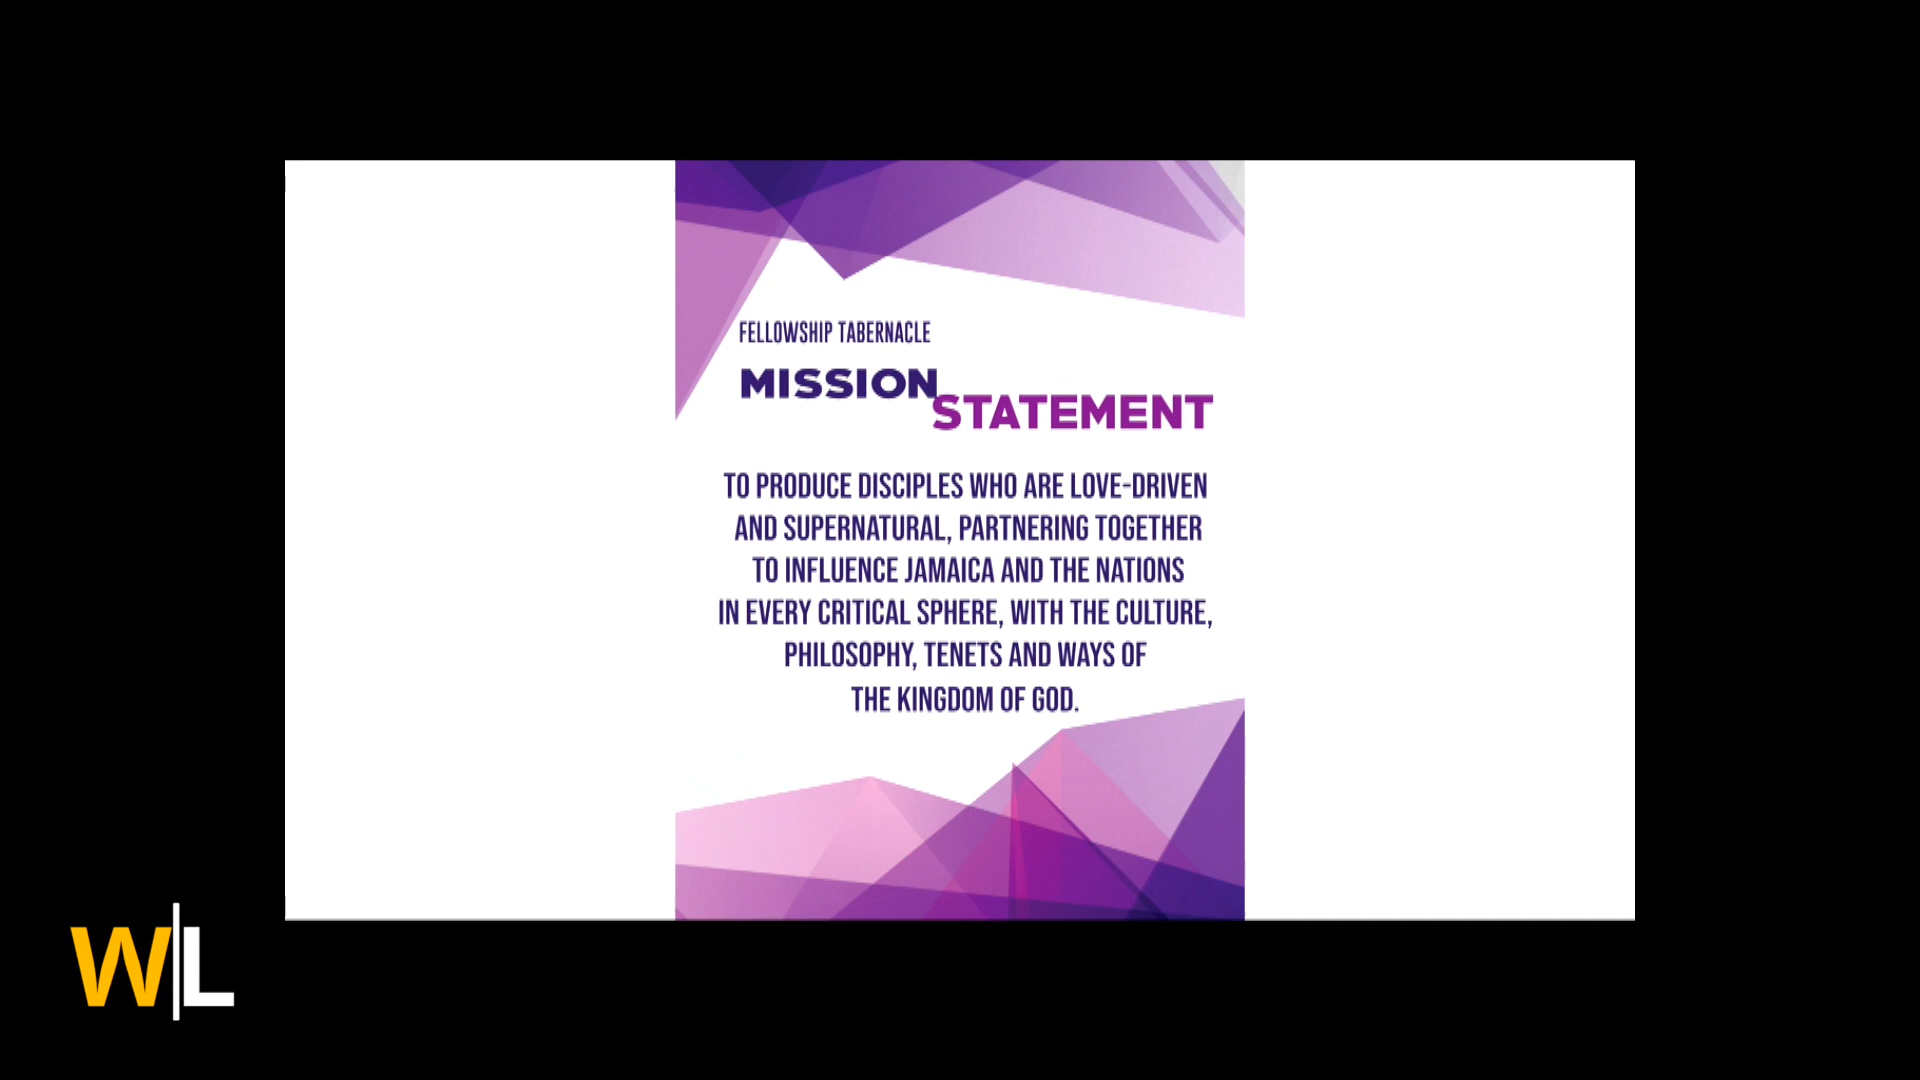 FELLOWSHIP TABERNACLE
MISSION
STATEMENT
TO PRODUCE DISCIPLES WHO ARE LOVE-DRIVEN
AND SUPERNATURAL, PARTNERING TOGETHER
TO INFLUENCE JAMAICA AND THE NATIONS
IN EVERY CRITICAL SPHERE, WITH THE CULTURE,
PHILOSOPHY, TENETS AND WAYS OF
THE KINGDOM OF GOD.
W|L